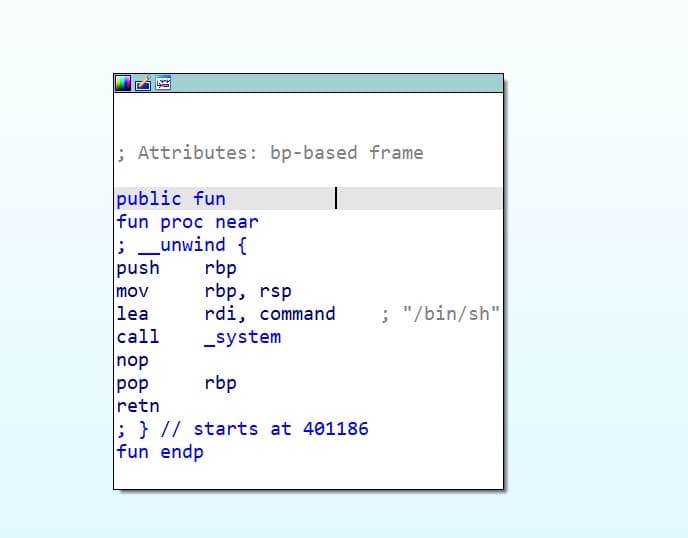 ; Attributes: bp-based frame
public fun
fun proc near
; __unwind {
push    rbp
mov     rbp, rsp
lea     rdi, command    ; "/bin/sh"
call    _system
nop
pop     rbp
retn
; } // starts at 401186
fun endp